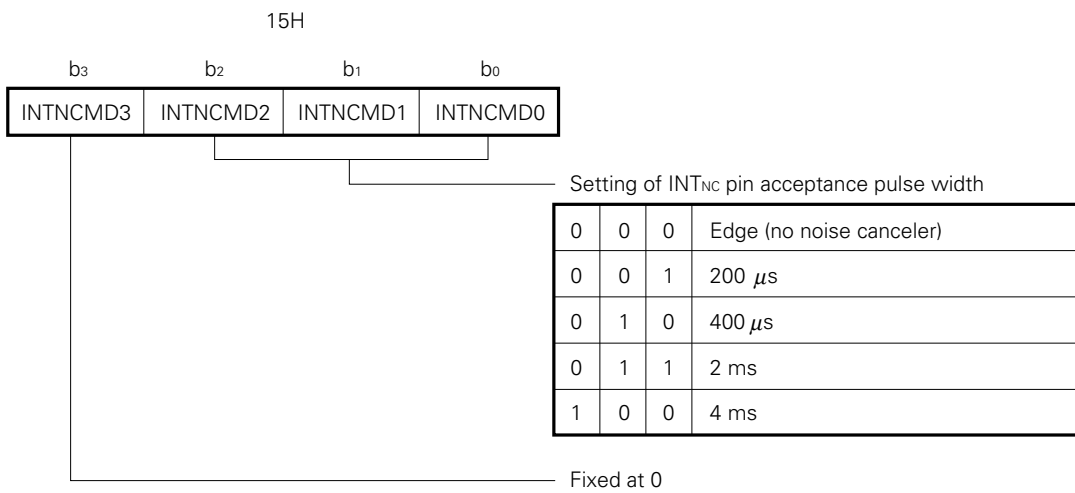 15H
b3 b2 b1 b0
INTNCMD3 INTNCMD2 INTNCMD1 INTNCMD0
Setting of INTNC pin acceptance pulse width
0 0 0 Edge (no noise canceler)
0 0 1 200 μs
0 1 0 400 μs
0 1 1 2 ms
1 0 0 4 ms
Fixed at 0